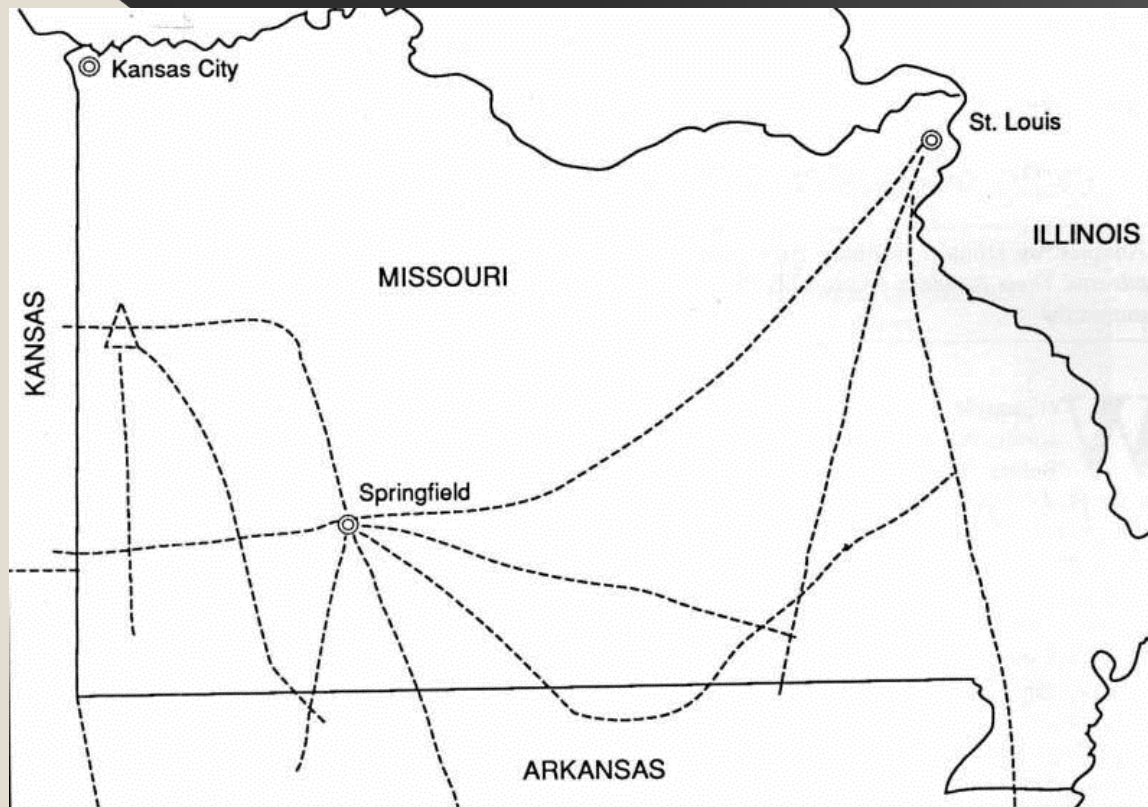 Kansas City
St. Louis
ILLINOIS
MISSOURI
KANSAS
Springfield
ARKANSAS